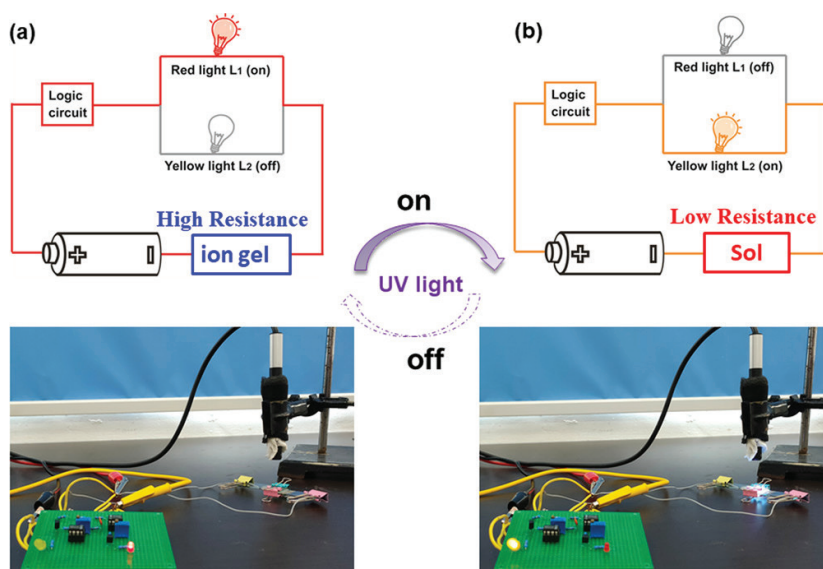 (a)
Red light L1 (on)
Logic
circuit
Yellow light L2 (off)
High Resistance
ion gel
on
UV light
off
(b)
Red light L1 (off)
Logic
circuit
Yellow light L2 (on)
Low Resistance
Sol